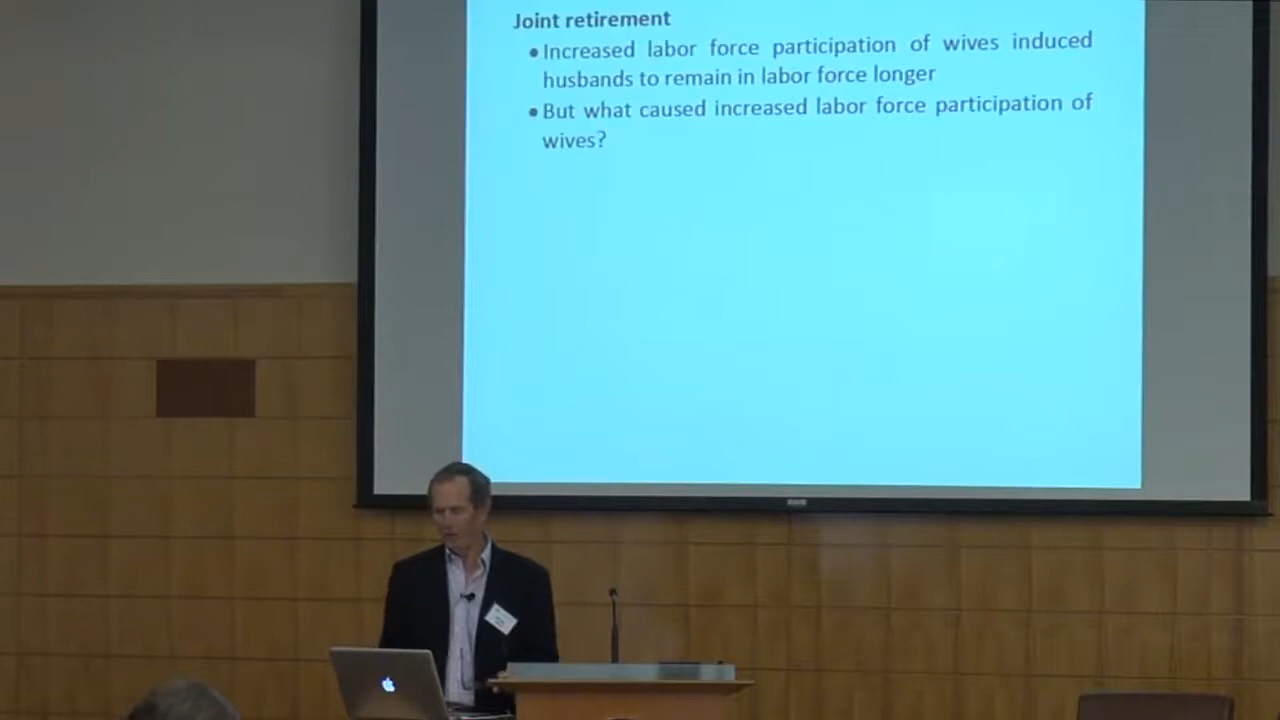 Joint retirement
• Increased labor force participation of wives induced
husbands to remain in labor force longer
• But what caused increased labor force participation of
wives?